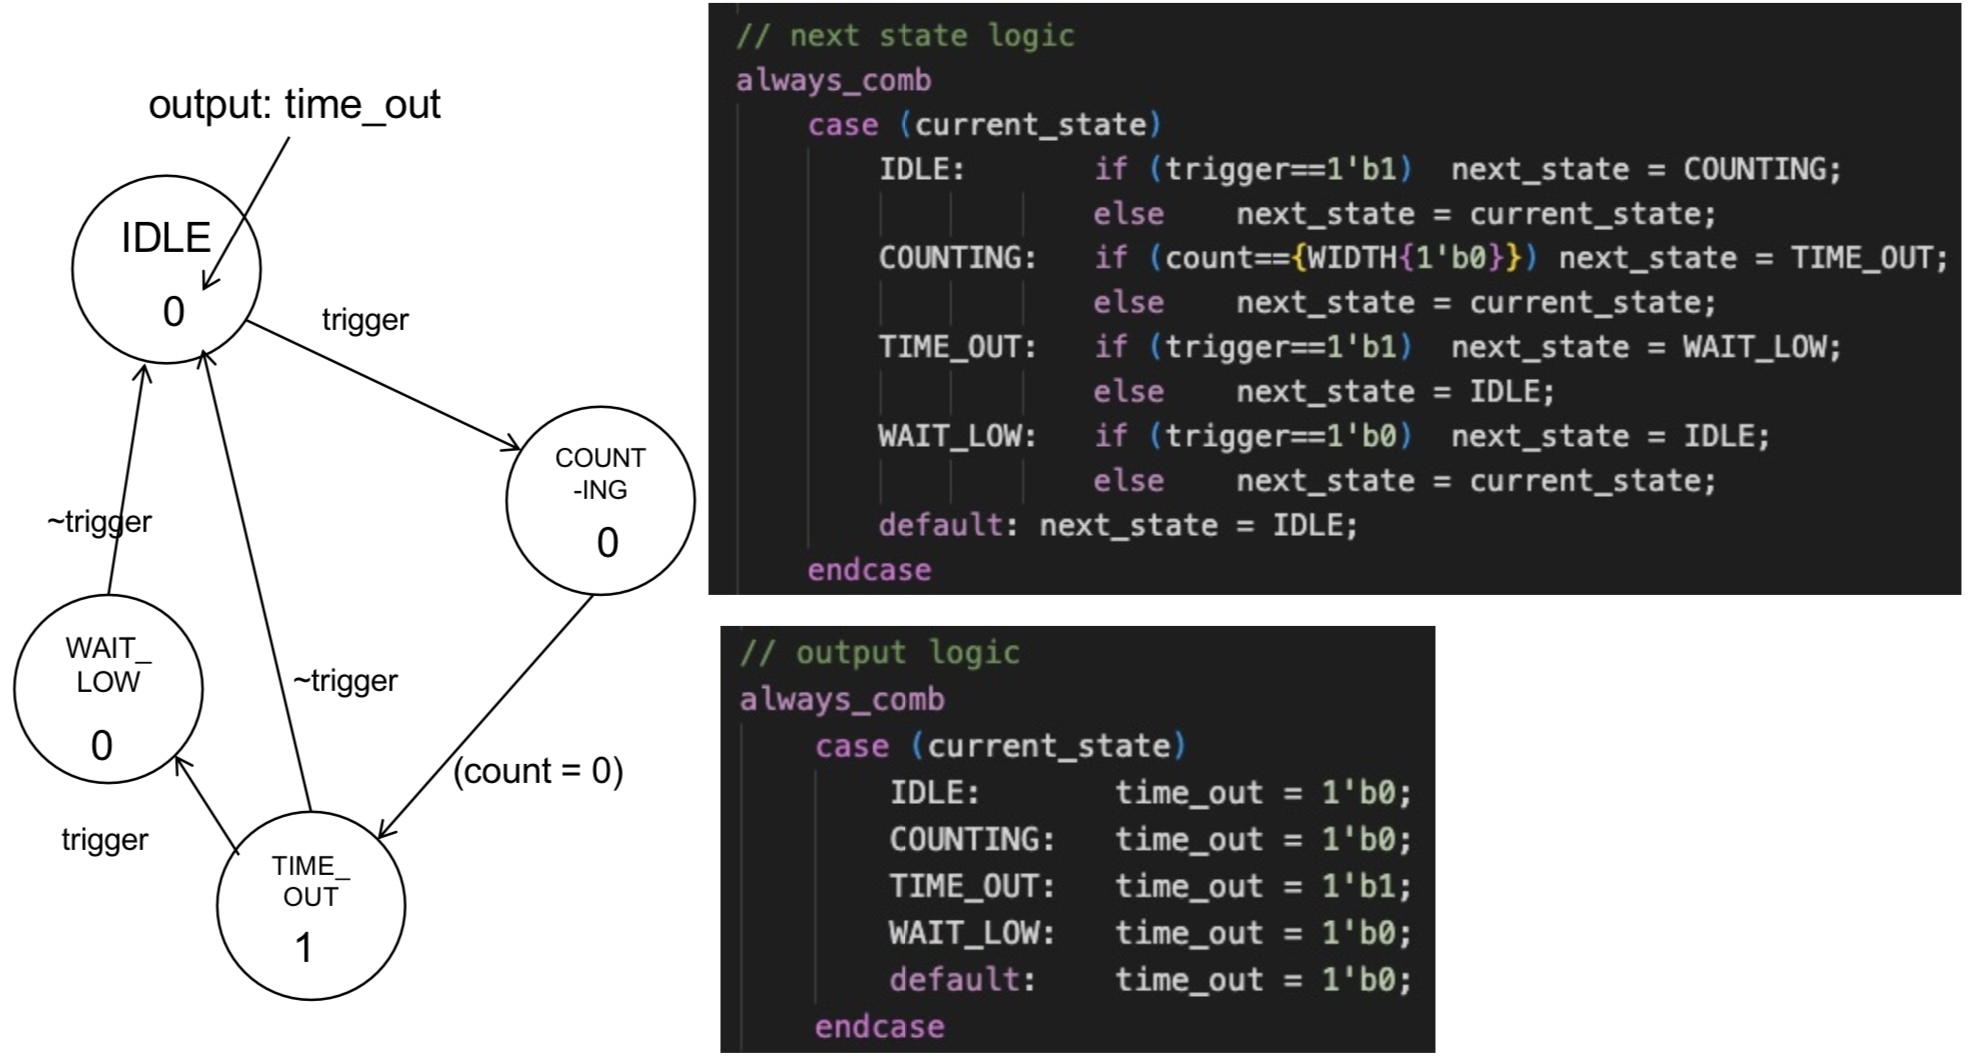 output: time_out
IDLE
0
trigger
COUNT
-ING
0
~trigger
WAIT_
LOW
0
~trigger
(count = 0)
trigger
TIME_
OUT
1
// next state logic
always_comb
case (current_state)
IDLE: if (trigger==1'b1) next_state = COUNTING;
else next_state = current_state;
COUNTING: if (count=={WIDTH{1'b0}}) next_state = TIME_OUT;
else next_state = current_state;
TIME_OUT: if (trigger==1'b1) next_state = WAIT_LOW;
else next_state = IDLE;
WAIT_LOW: if (trigger==1'b0) next_state = IDLE;
else next_state = current_state;
default: next_state = IDLE;
endcase
// output logic
always_comb
case (current_state)
IDLE: time_out = 1'b0;
COUNTING: time_out = 1'b0;
TIME_OUT: time_out = 1'b1;
WAIT_LOW: time_out = 1'b0;
default: time_out = 1'b0;
endcase